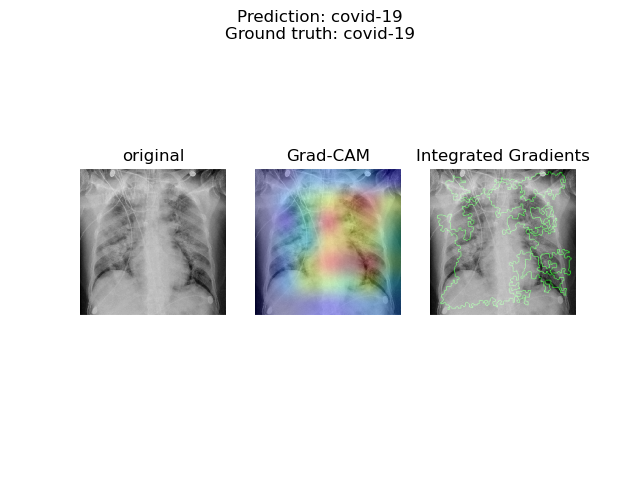 Prediction: covid-19
Ground truth: covid-19
original
Grad-CAM
Integrated Gradients